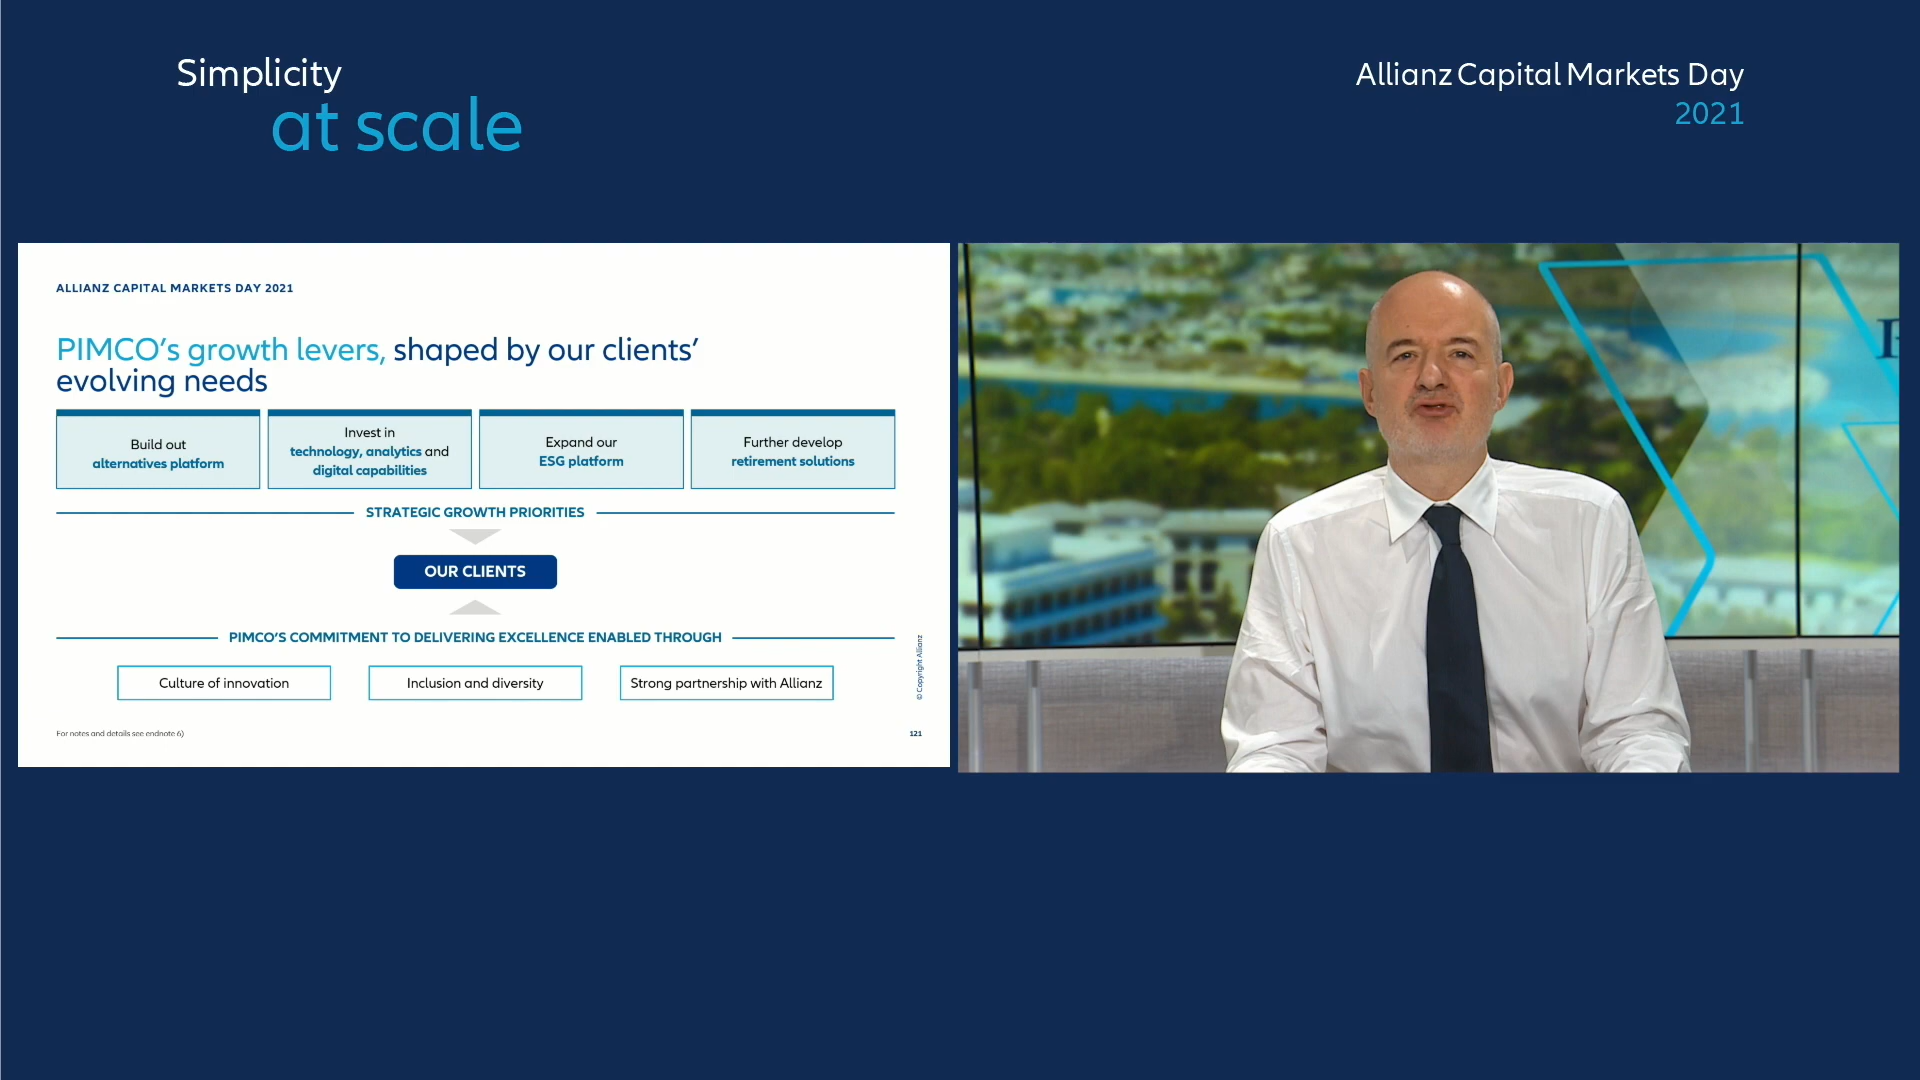 Simplicity
at scale
Allianz Capital Markets Day
2021
ALLIANZ CAPITAL MARKETS DAY 2021
PIMCO’s growth levers, shaped by our clients’
evolving needs
Build out
alternatives platform
Invest in
technology, analytics and
digital capabilities
Expand our
ESG platform
Further develop
retirement solutions
STRATEGIC GROWTH PRIORITIES
OUR CLIENTS
PIMCO’S COMMITMENT TO DELIVERING EXCELLENCE ENABLED THROUGH
Culture of innovation
Inclusion and diversity
Strong partnership with Allianz
© Copyright Allianz
For notes and details see endnote 6)
121